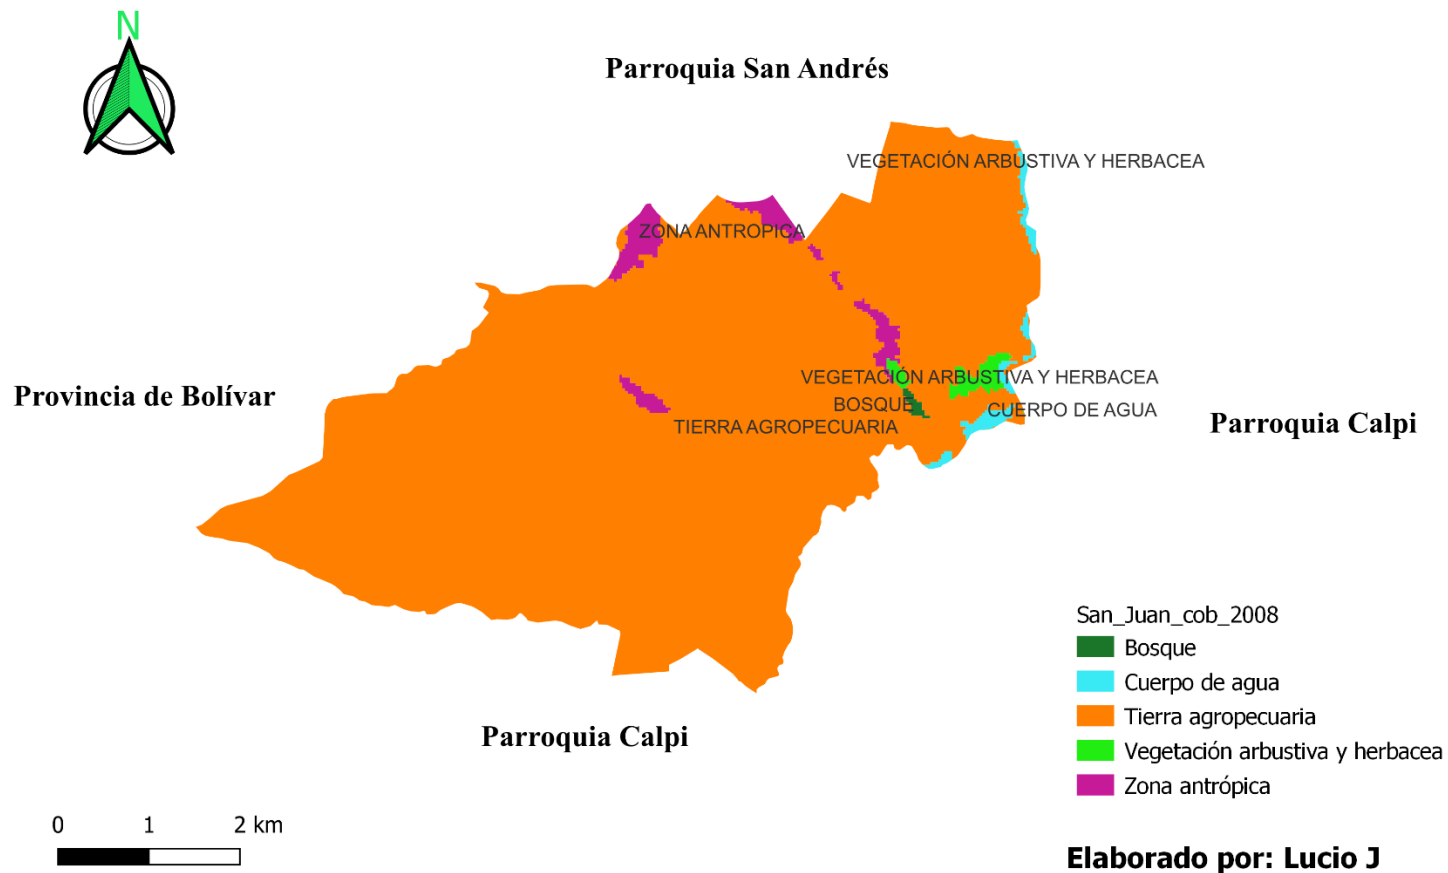 N
Parroquia San Andrés
VEGETACIÓN ARBUSTIVA Y HERBACEA
ZONA ANTROPICA
VEGETACIÓN ARBUSTIVA Y HERBACEA
Provincia de Bolívar
BOSQUE
CUERPO DE AGUA
Parroquia Calpi
TIERRA AGROPECUARIA
San_Juan_cob_2008
Bosque
Cuerpo de agua
Tierra agropecuaria
Vegetación arbustiva y herbacea
Zona antrópica
Parroquia Calpi
0 1 2 km
Elaborado por: Lucio J